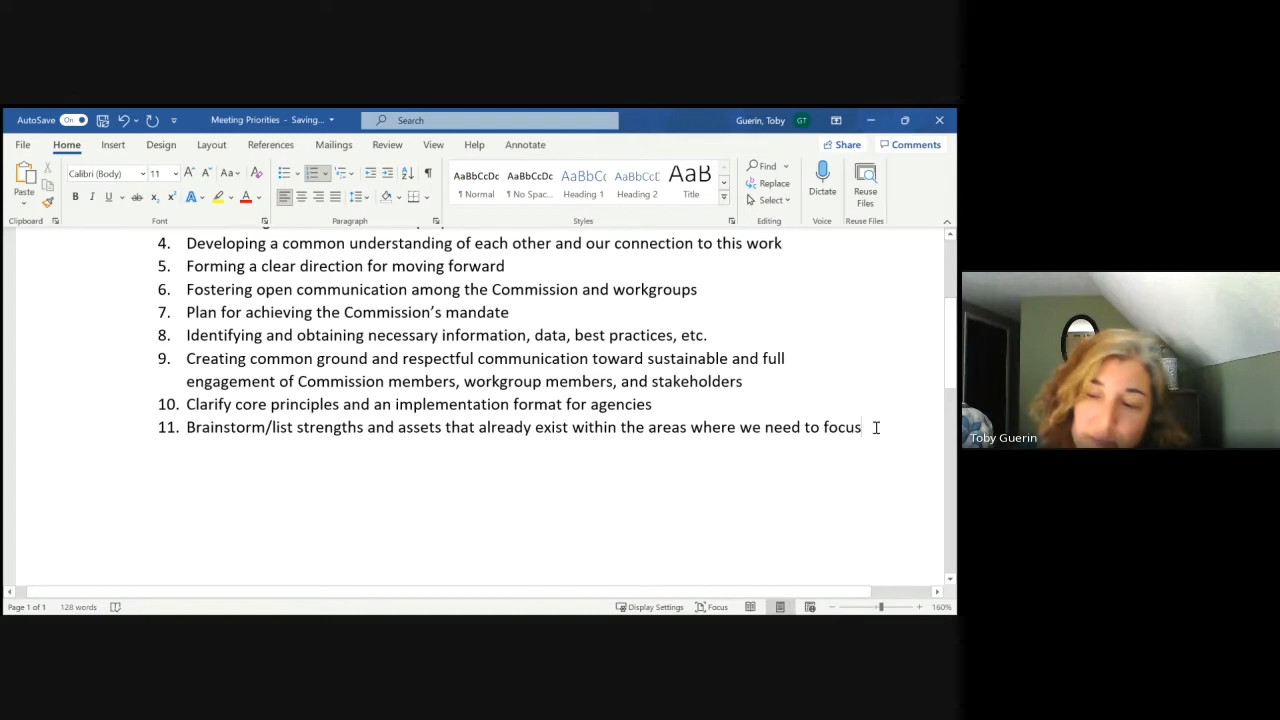 AutoSave On Meeting Priorities - Saving... Search Guerin, Toby GT
File Home Insert Design Layout References Mailings Review View Help Annotate Share Comments
Calibri (Body) 11 Aa AaBbCcDc AaBbCcDc AaBbCc AaBbCcD AaB Find
Paste ¶ Normal ¶ No Spac... Heading 1 Heading 2 Title Replace Dictate Reuse Files
B I U ab x₂ x² A A Select
Clipboard Font Paragraph Styles Editing Voice Reuse Files
4. Developing a common understanding of each other and our connection to this work
5. Forming a clear direction for moving forward
6. Fostering open communication among the Commission and workgroups
7. Plan for achieving the Commission's mandate
8. Identifying and obtaining necessary information, data, best practices, etc.
9. Creating common ground and respectful communication toward sustainable and full
engagement of Commission members, workgroup members, and stakeholders
10. Clarify core principles and an implementation format for agencies
11. Brainstorm/list strengths and assets that already exist within the areas where we need to focus
Toby Guerin
Page 1 of 1 128 words Display Settings Focus 160%